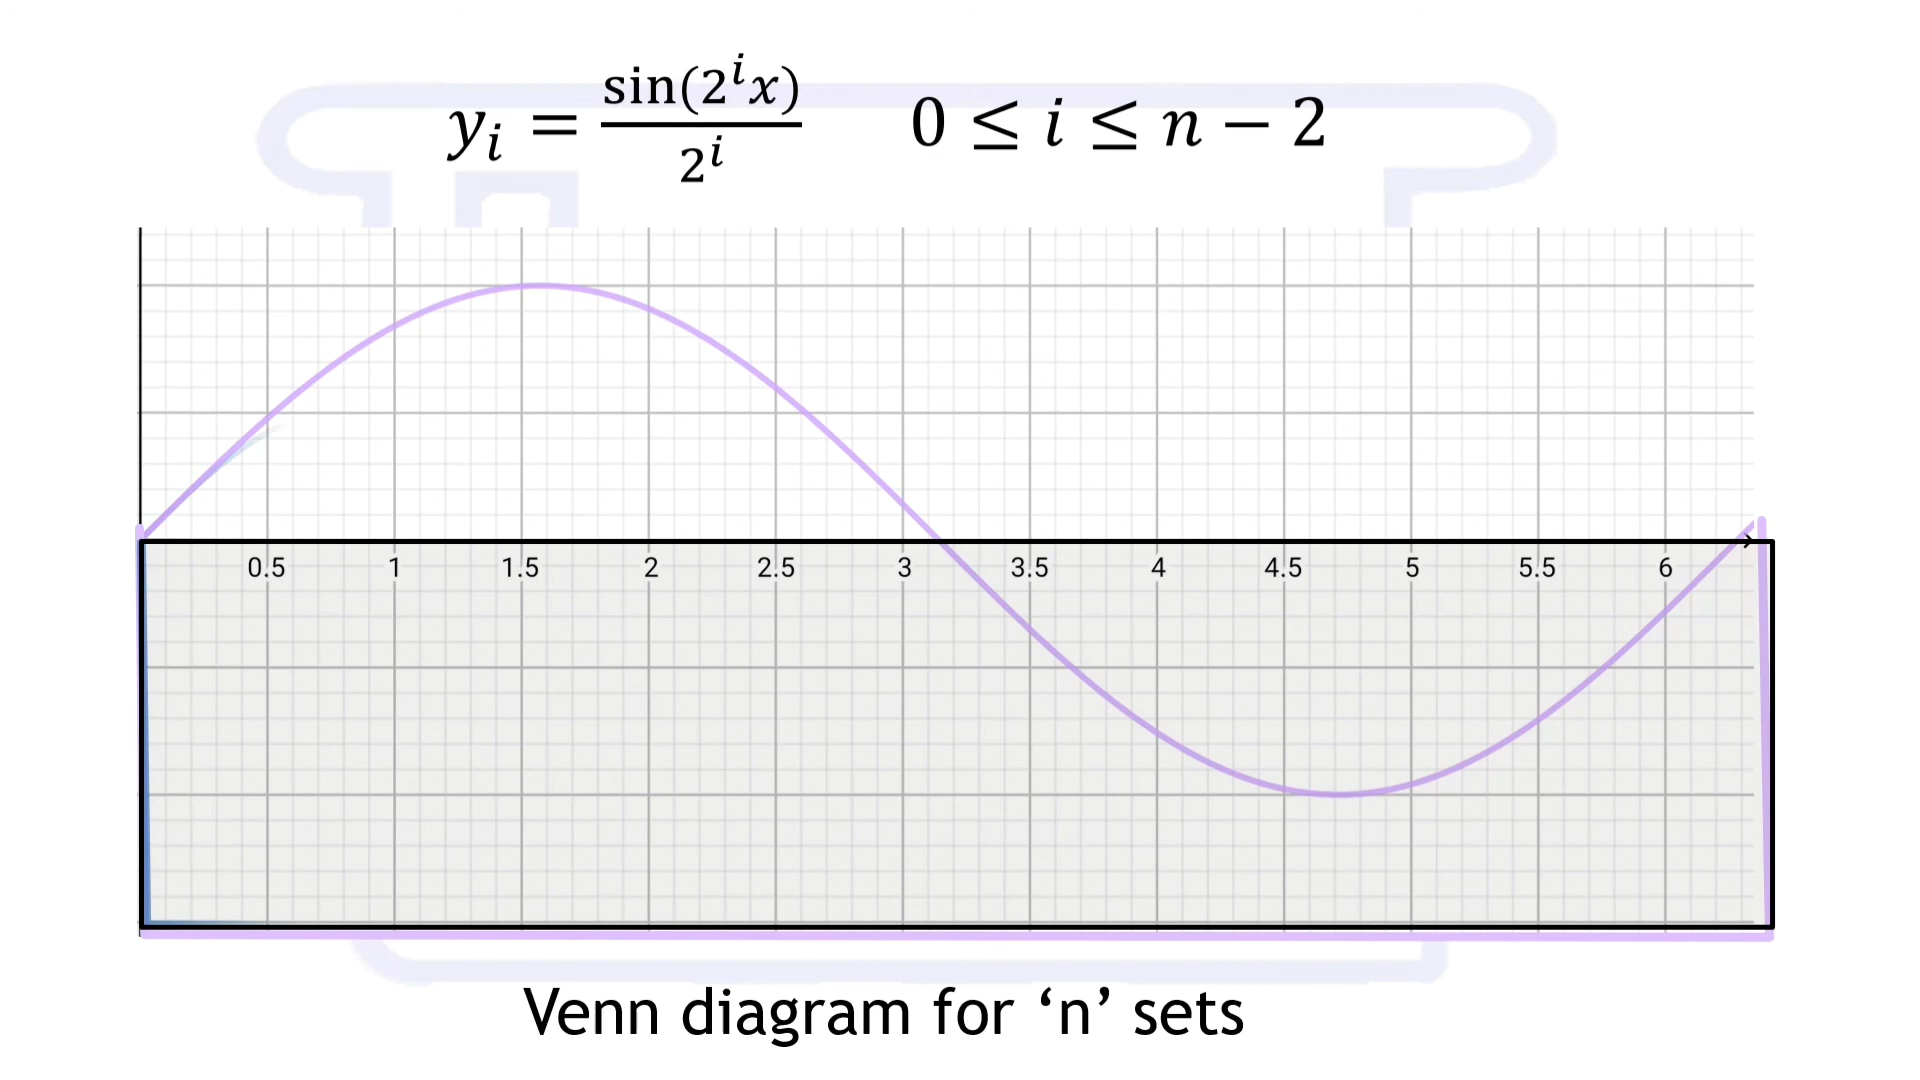 yᵢ = sin(2ⁱx) / 2ⁱ 0 ≤ i ≤ n − 2
0.5 1 1.5 2 2.5 3 3.5 4 4.5 5 5.5 6
Venn diagram for ‘n’ sets